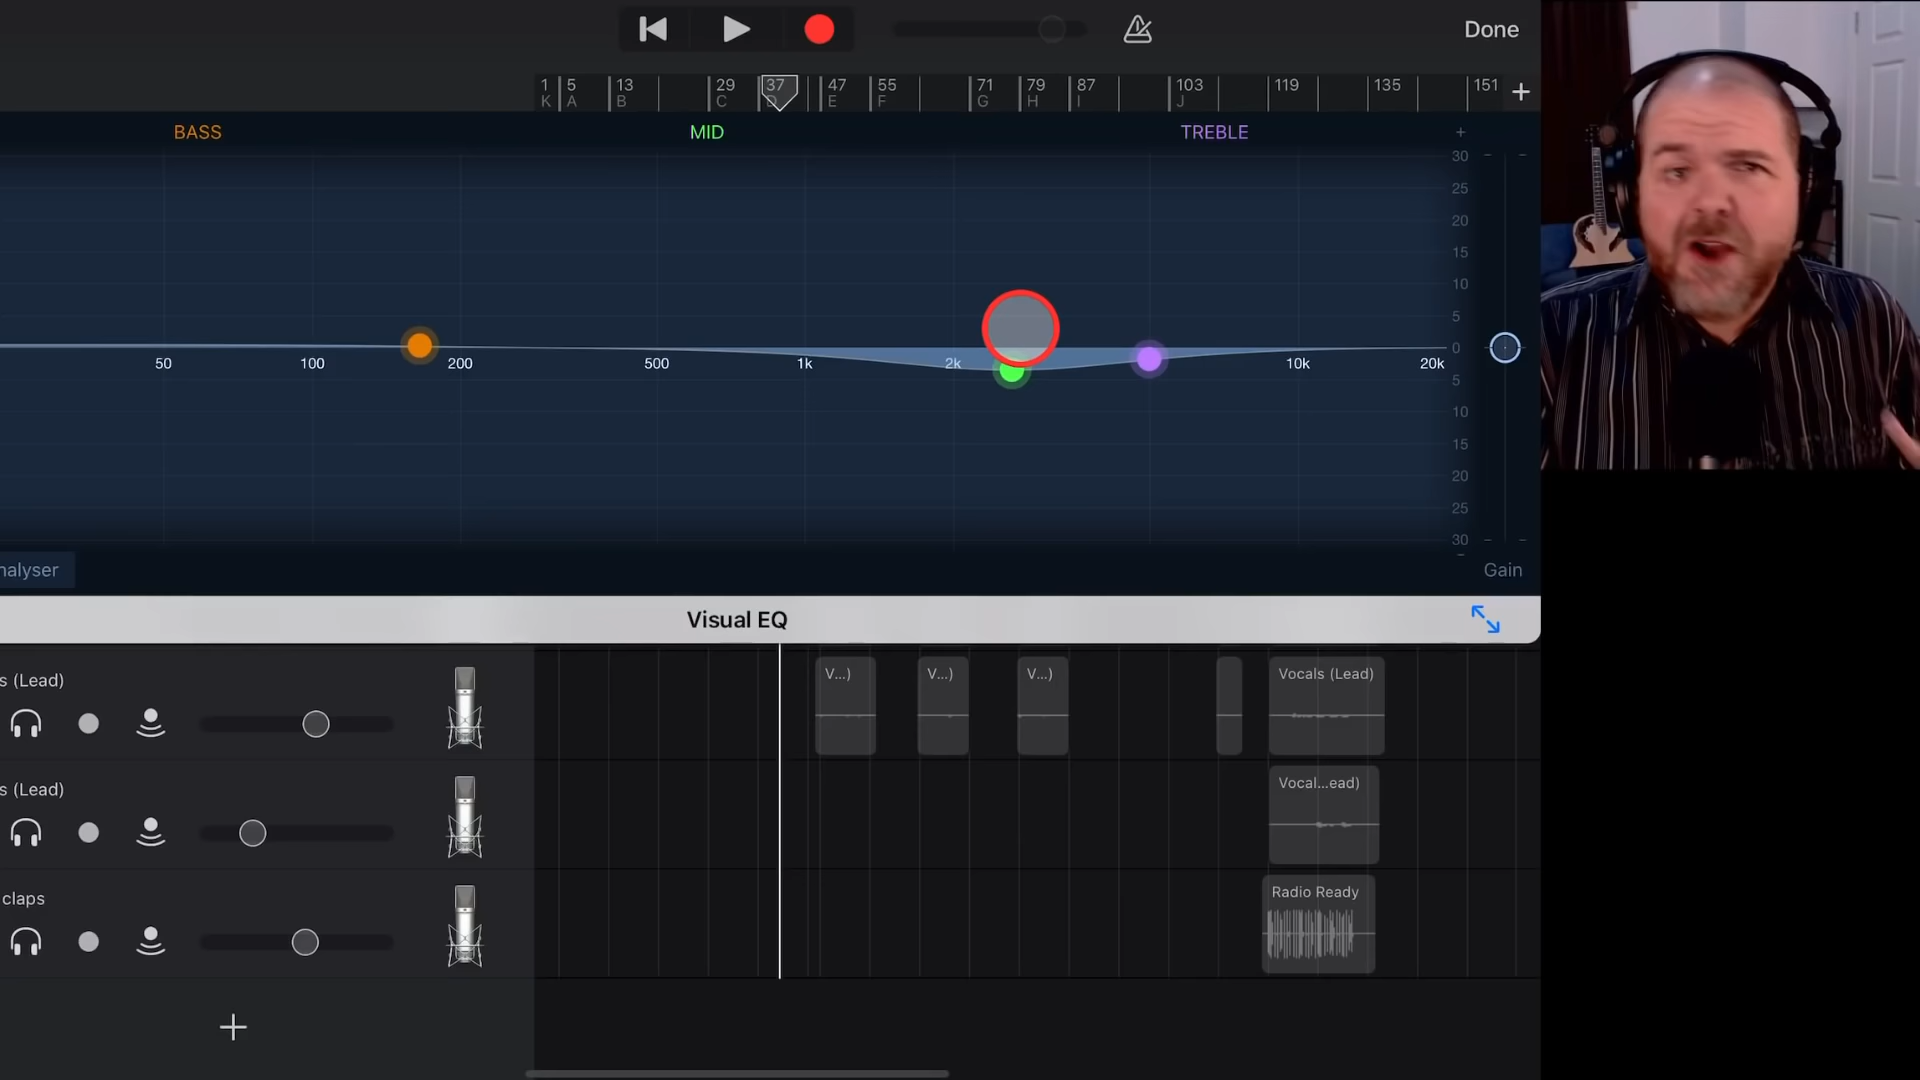 Done
1 5 13 29 37 47 55 71 79 87 103 119 135 151 +
K A B C D E F G H I J
BASS MID TREBLE +
30
25
20
15
10
5
0
50 100 200 500 1k 2k 10k 20k
5
10
15
20
25
30
nalyser
Gain
Visual EQ
s (Lead)
V...) V...) V...) Vocals (Lead)
s (Lead)
Vocal...ead)
claps
Radio Ready